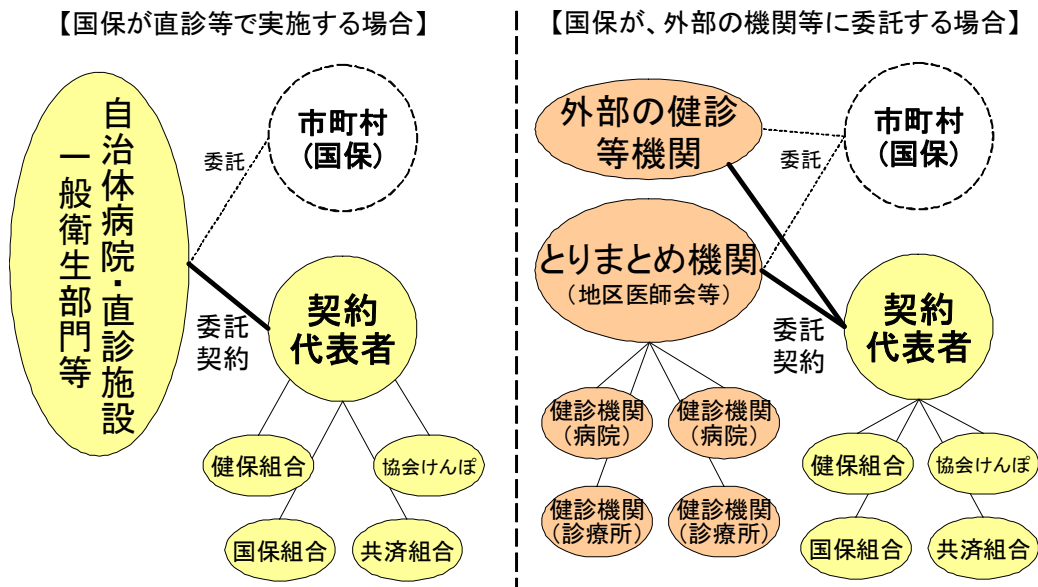 【国保が直診等で実施する場合】
自治体病院・直診施設
一般衛生部門等
市町村
(国保)
委託
契約
代表者
委託
契約
健保組合
協会けんぽ
国保組合
共済組合
【国保が、外部の機関等に委託する場合】
外部の健診
等機関
市町村
(国保)
委託
とりまとめ機関
(地区医師会等)
契約
代表者
委託
契約
健診機関
(病院)
健診機関
(病院)
健診機関
(診療所)
健診機関
(診療所)
健保組合
協会けんぽ
国保組合
共済組合